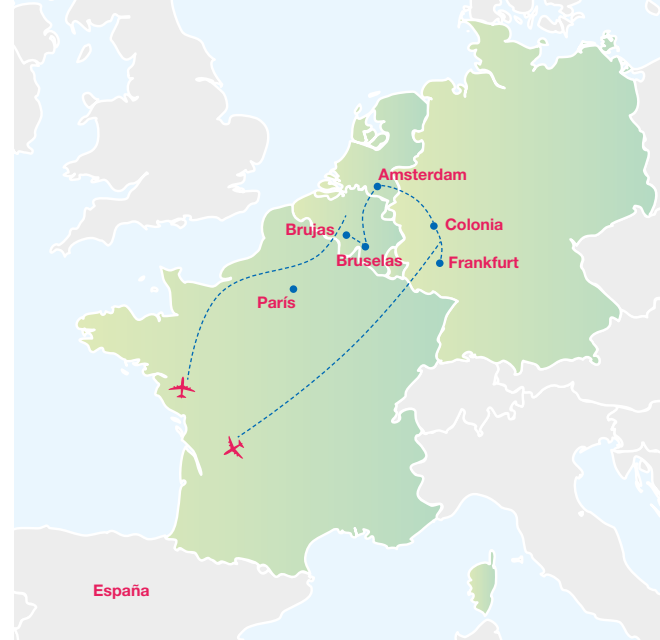 Amsterdam
Colonia
Brujas
Bruselas
Frankfurt
París
España